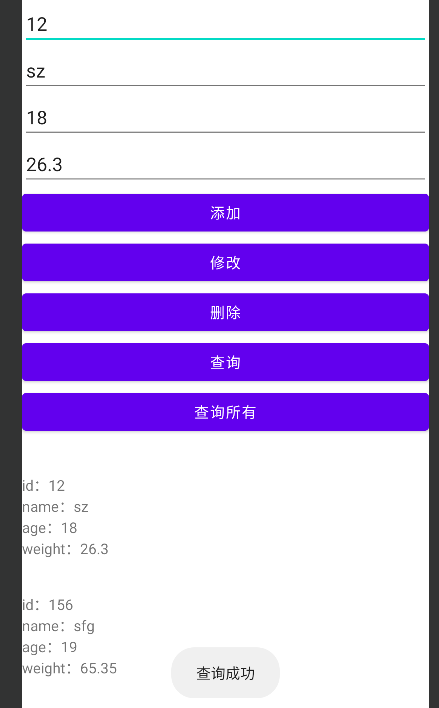 12
sz
18
26.3
添加
修改
删除
查询
查询所有
id：12
name：sz
age：18
weight：26.3
id：156
name：sfg
age：19
weight：65.35
查询成功